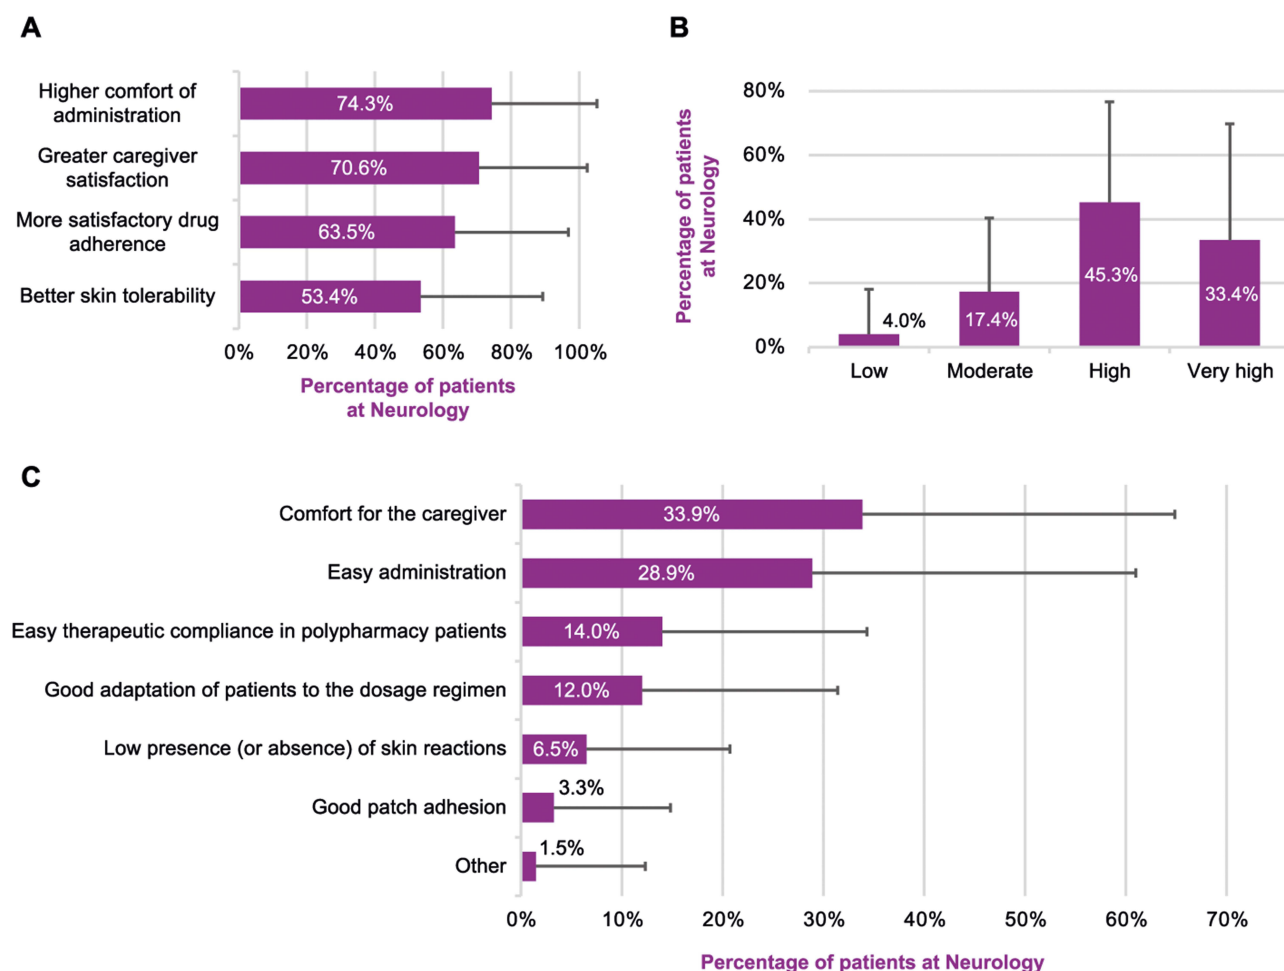 A
Higher comfort of
administration
74.3%
Greater caregiver
satisfaction
70.6%
More satisfactory drug
adherence
63.5%
Better skin tolerability
53.4%
0% 20% 40% 60% 80% 100%
Percentage of patients
at Neurology
B
Percentage of patients
at Neurology
80%
60%
40%
20%
0%
4.0%
17.4%
45.3%
33.4%
Low Moderate High Very high
C
Comfort for the caregiver
33.9%
Easy administration
28.9%
Easy therapeutic compliance in polypharmacy patients
14.0%
Good adaptation of patients to the dosage regimen
12.0%
Low presence (or absence) of skin reactions
6.5%
Good patch adhesion
3.3%
Other
1.5%
0% 10% 20% 30% 40% 50% 60% 70%
Percentage of patients at Neurology